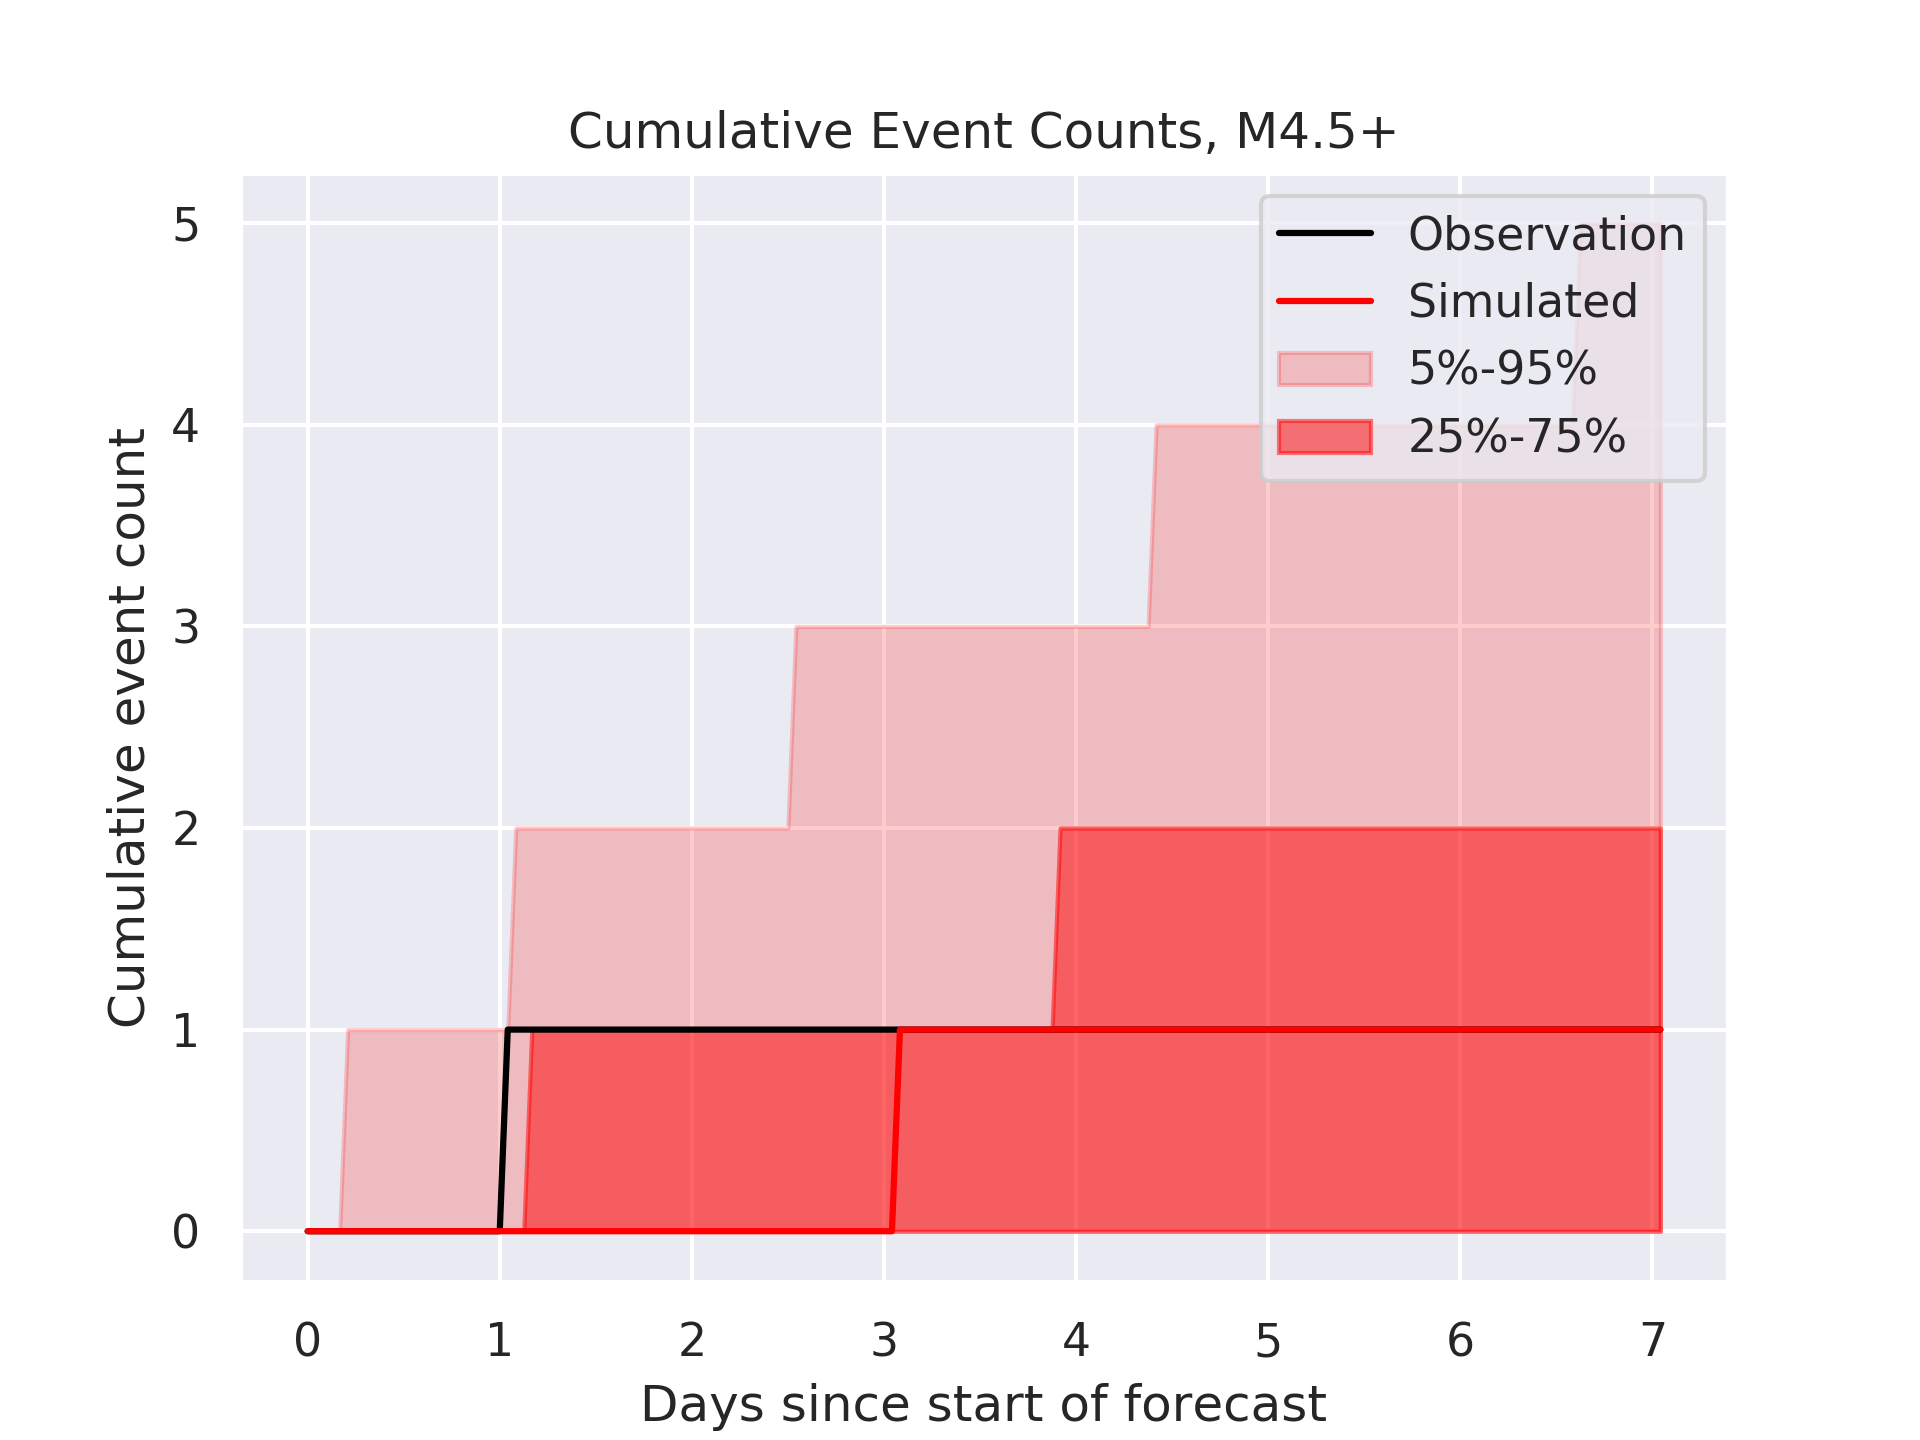 Cumulative Event Counts, M4.5+
Observation
Simulated
5%-95%
25%-75%
Cumulative event count
5
4
3
2
1
0
0 1 2 3 4 5 6 7
Days since start of forecast